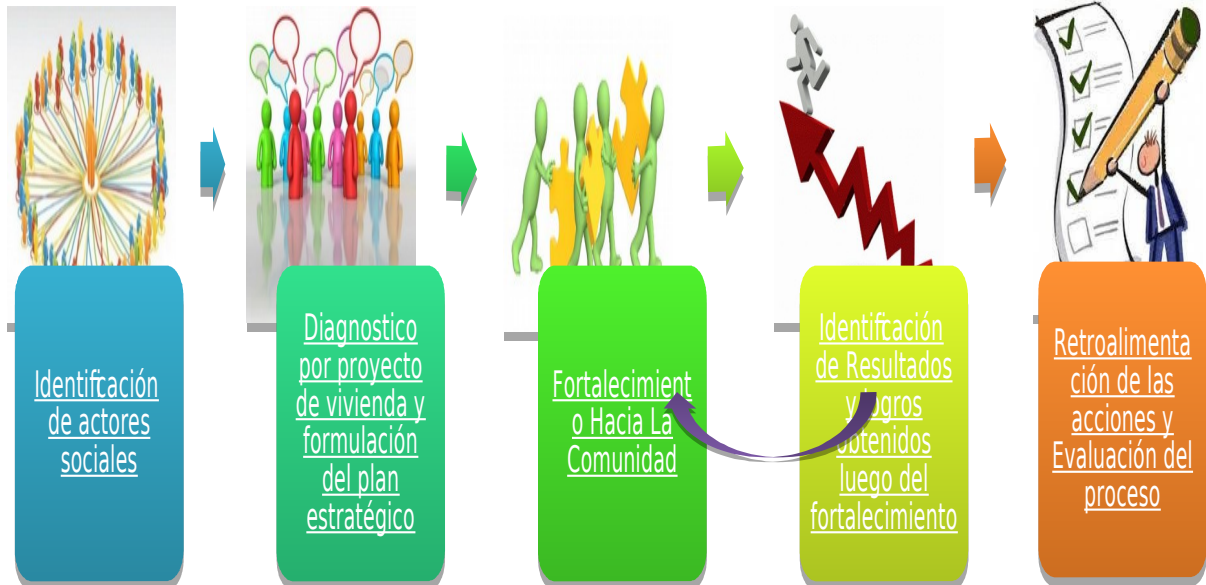 Identificación
de actores
sociales
Diagnostico
por proyecto
de vivienda y
formulación
del plan
estratégico
Fortalecimient
o Hacia La
Comunidad
Identificación
de Resultados
y logros
obtenidos
luego del
fortalecimiento
Retroalimenta
ción de las
acciones y
Evaluación del
proceso